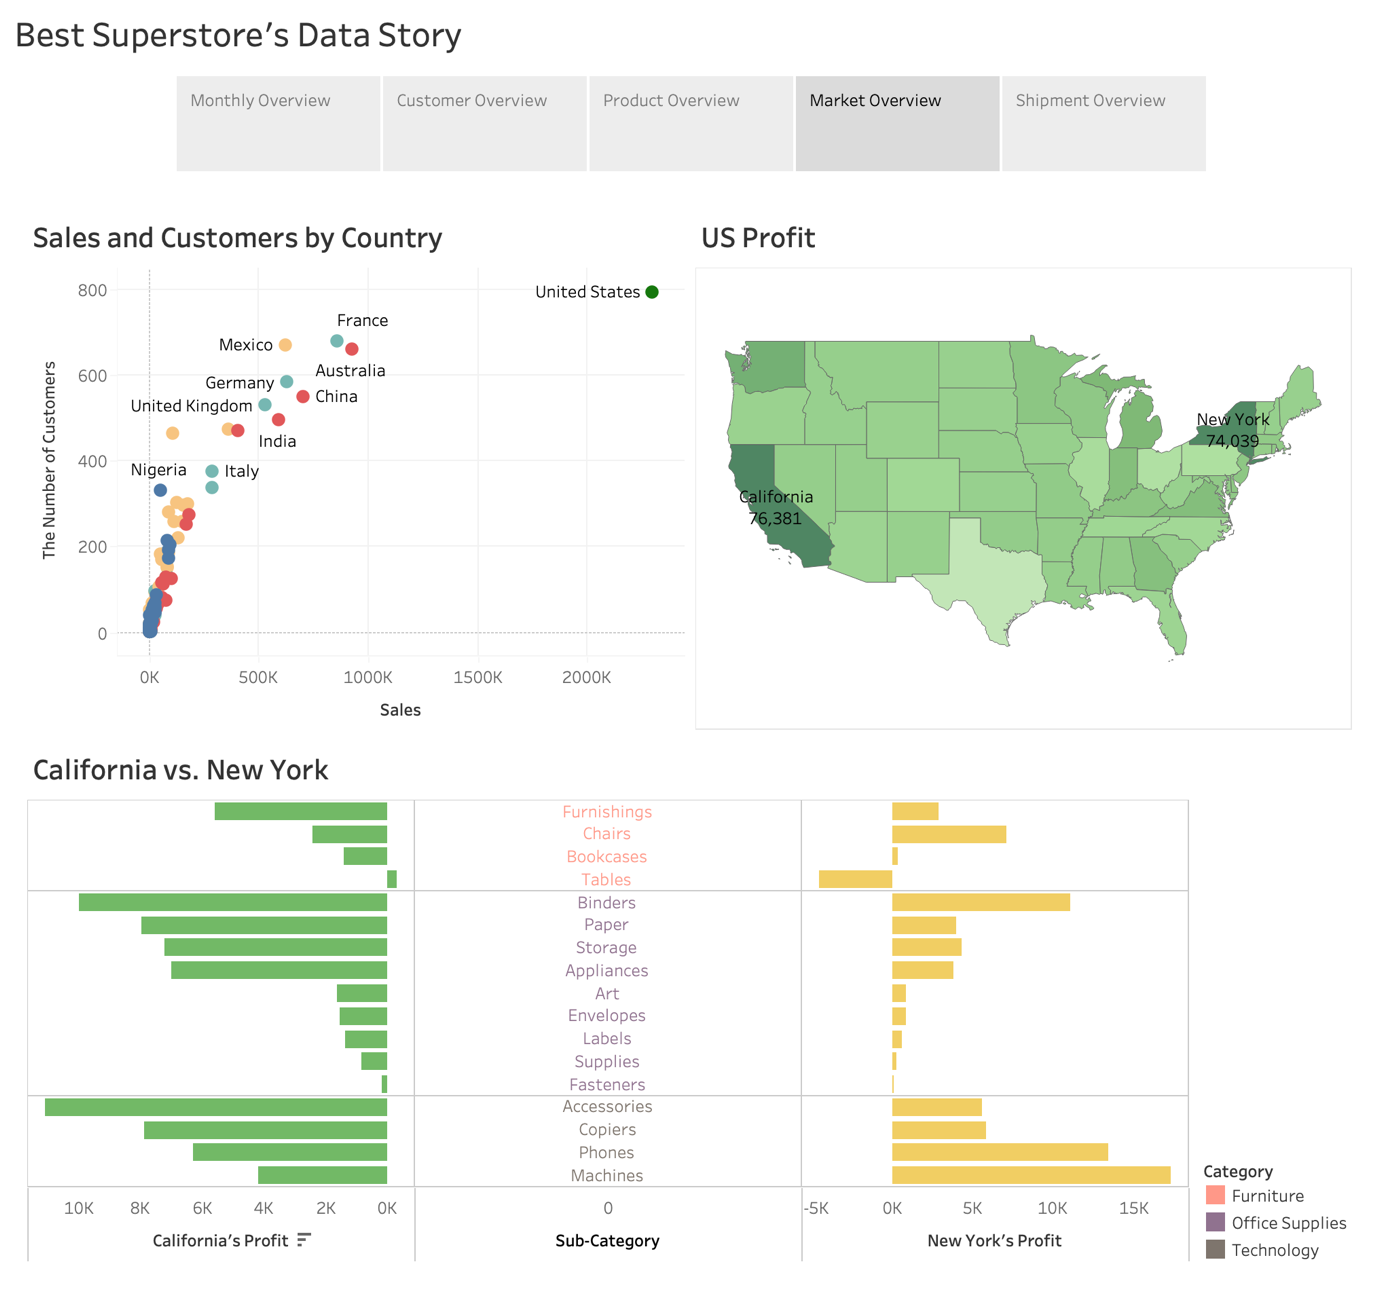 Best Superstore's Data Story
Monthly Overview
Customer Overview
Product Overview
Market Overview
Shipment Overview
Sales and Customers by Country
US Profit
The Number of Customers
800
600
400
200
0
United States
France
Mexico
Australia
Germany
China
United Kingdom
India
Nigeria
Italy
0K
500K
1000K
1500K
2000K
Sales
New York
74,039
California
76,381
California vs. New York
Furnishings
Chairs
Bookcases
Tables
Binders
Paper
Storage
Appliances
Art
Envelopes
Labels
Supplies
Fasteners
Accessories
Copiers
Phones
Machines
10K
8K
6K
4K
2K
0K
0
-5K
0K
5K
10K
15K
California's Profit
Sub-Category
New York's Profit
Category
Furniture
Office Supplies
Technology